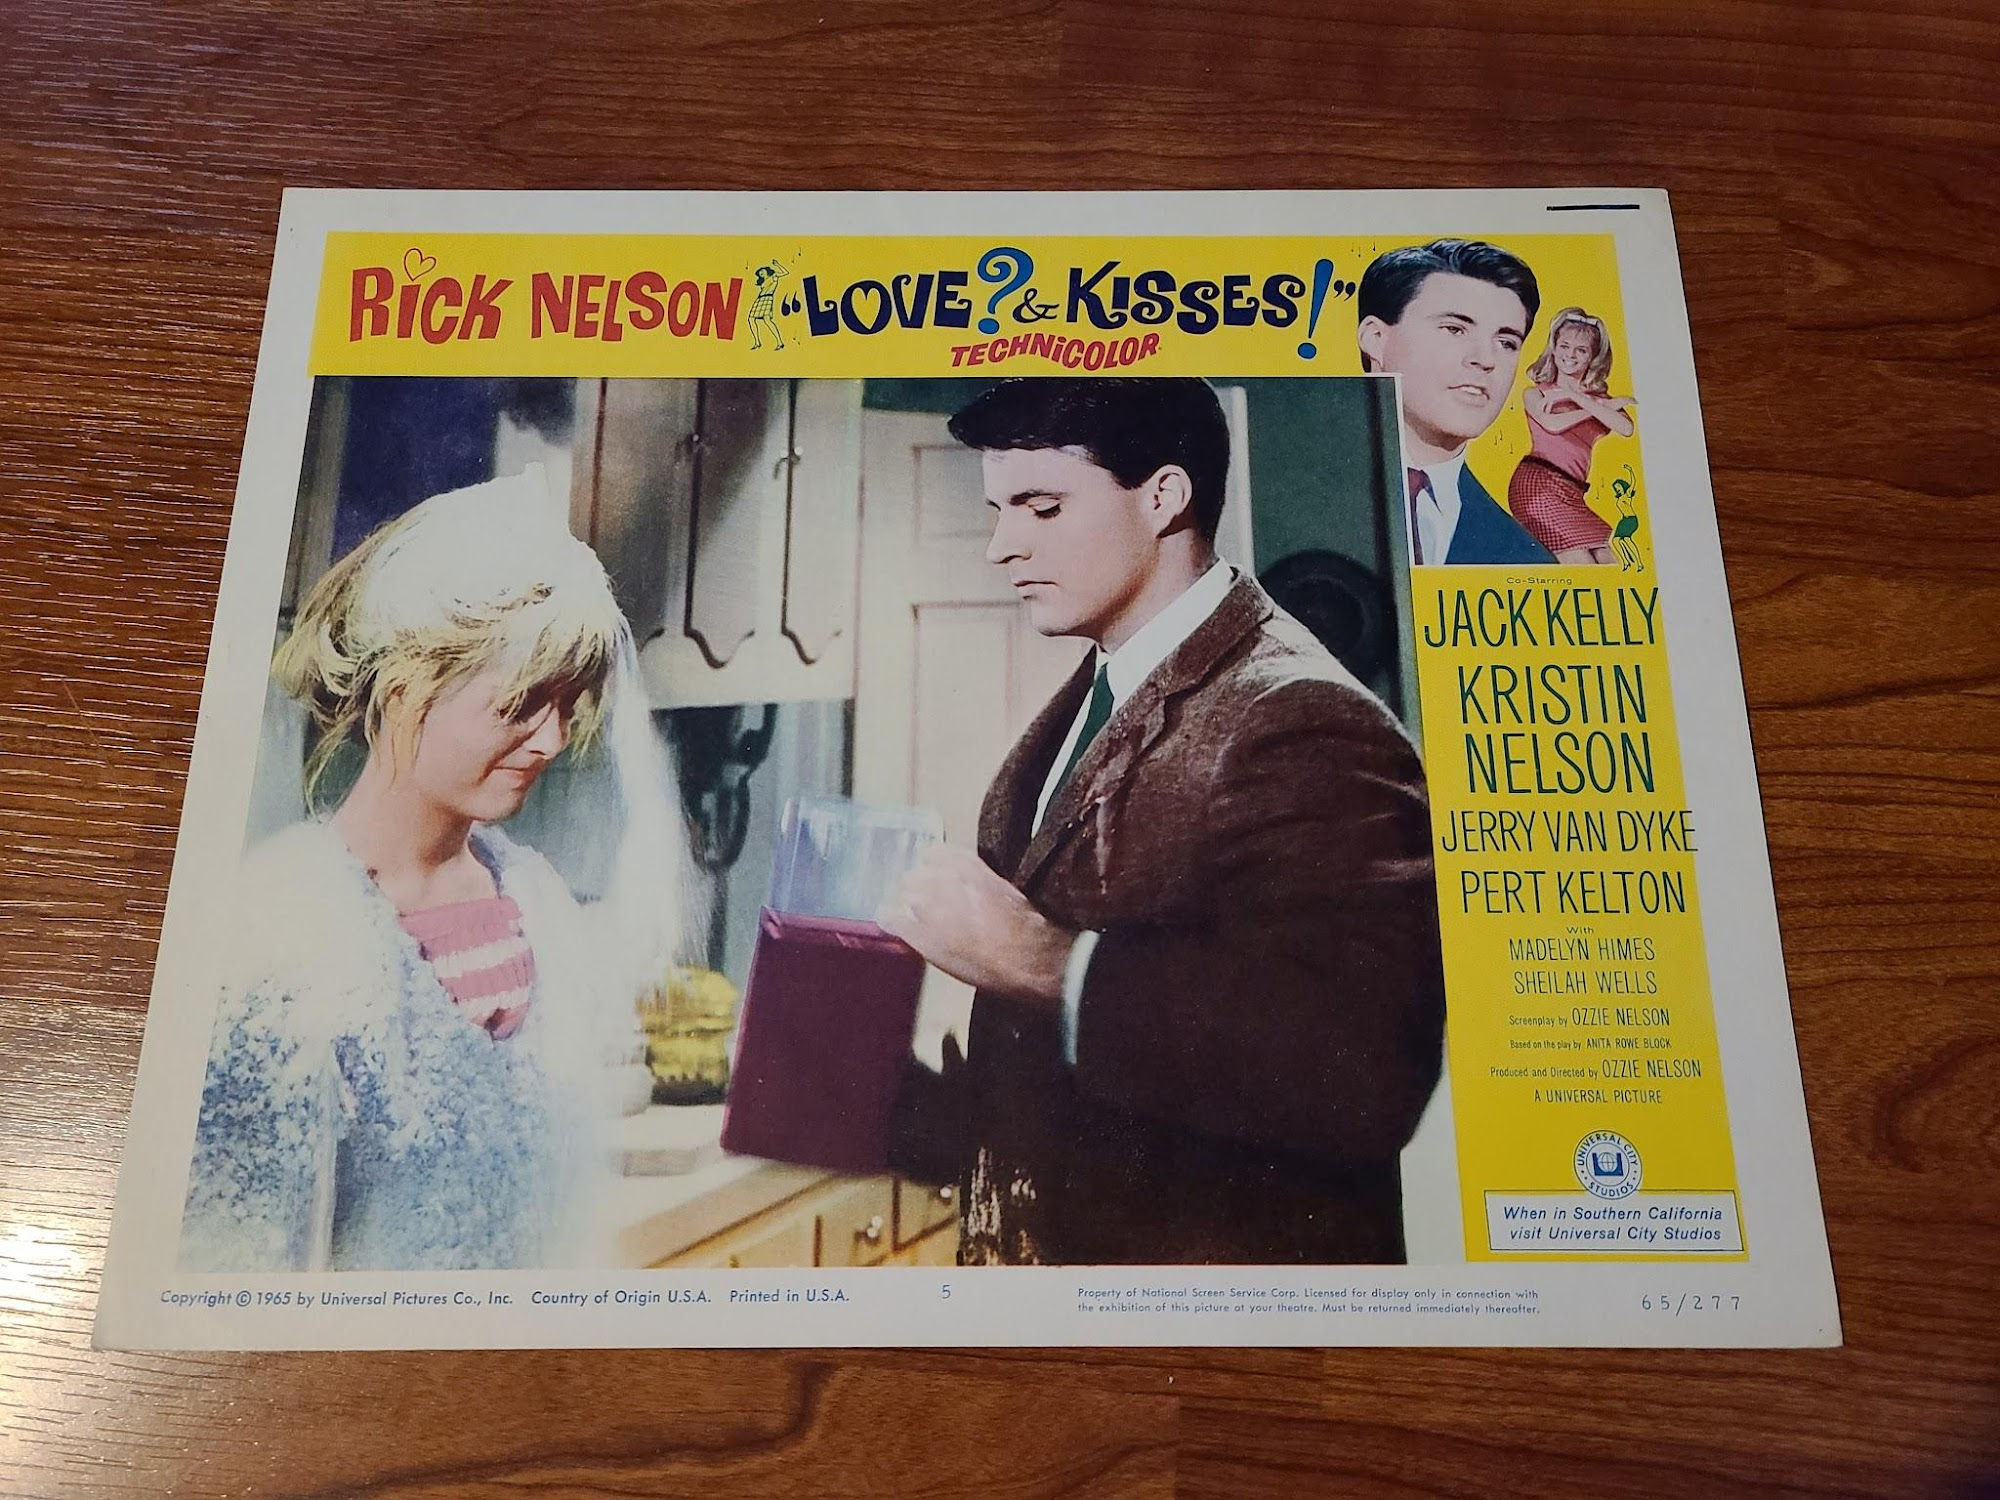 RICK NELSON "LOVE? & KISSES!"
TECHNICOLOR
Co-Starring
JACK KELLY
KRISTIN
NELSON
JERRY VAN DYKE
PERT KELTON
With
MADELYN HIMES
SHEILAH WELLS
Screenplay by OZZIE NELSON
Based on the play by ANITA ROWE BLOCK
Produced and Directed by OZZIE NELSON
A UNIVERSAL PICTURE
UNIVERSAL CITY
STUDIOS
When in Southern California
visit Universal City Studios
Copyright © 1965 by Universal Pictures Co., Inc. Country of Origin U.S.A. Printed in U.S.A.
5
Property of National Screen Service Corp. Licensed for display only in connection with
the exhibition of this picture at your theatre. Must be returned immediately thereafter.
65/277